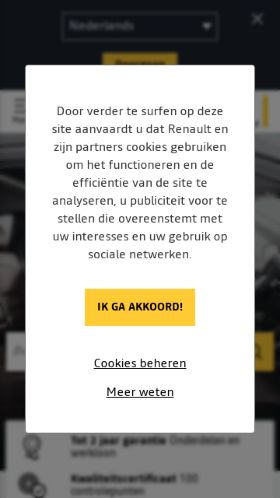 Nederlands
Door verder te surfen op deze
site aanvaardt u dat Renault en
zijn partners cookies gebruiken
om het functioneren en de
efficiëntie van de site te
analyseren, u publiciteit voor te
stellen die overeenstemt met
uw interesses en uw gebruik op
sociale netwerken.
IK GA AKKOORD!
Cookies beheren
Meer weten
Tot 2 jaar garantie Onderdelen en
werkloon
Kwaliteitscertificaat 100
controlepunten